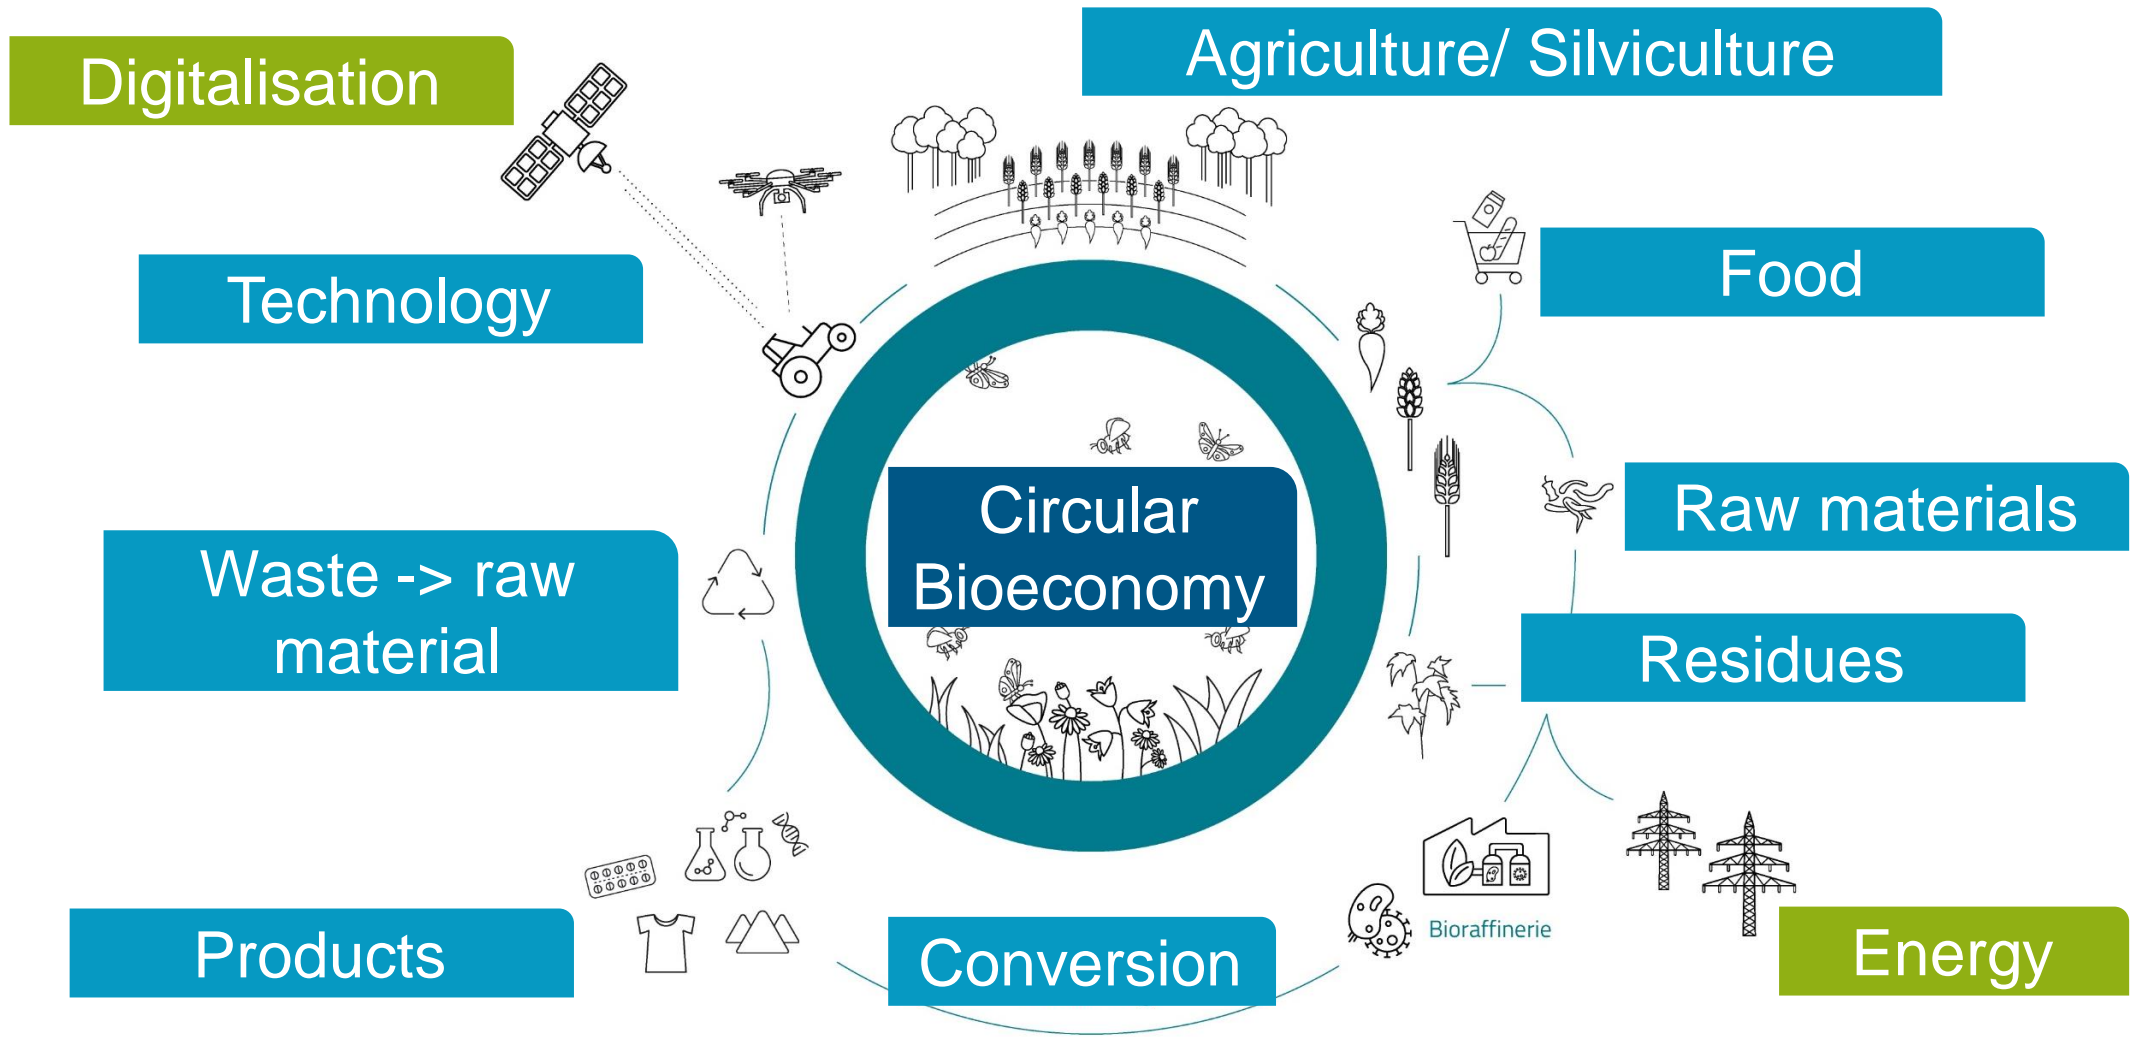 Digitalisation
Agriculture/ Silviculture
Technology
Food
Circular
Bioeconomy
Raw materials
Waste -> raw
material
Residues
Bioraffinerie
Products
Conversion
Energy